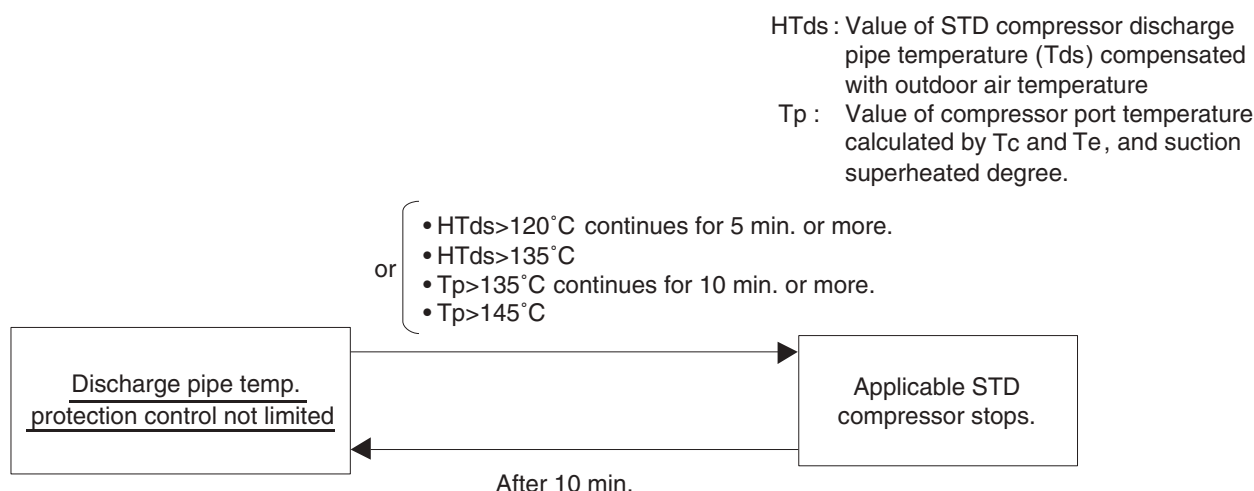 HTds : Value of STD compressor discharge
pipe temperature (Tds) compensated
with outdoor air temperature
Tp : Value of compressor port temperature
calculated by Tc and Te, and suction
superheated degree.
or
• HTds>120˚C continues for 5 min. or more.
• HTds>135˚C
• Tp>135˚C continues for 10 min. or more.
• Tp>145˚C
Discharge pipe temp.
protection control not limited
Applicable STD
compressor stops.
After 10 min.